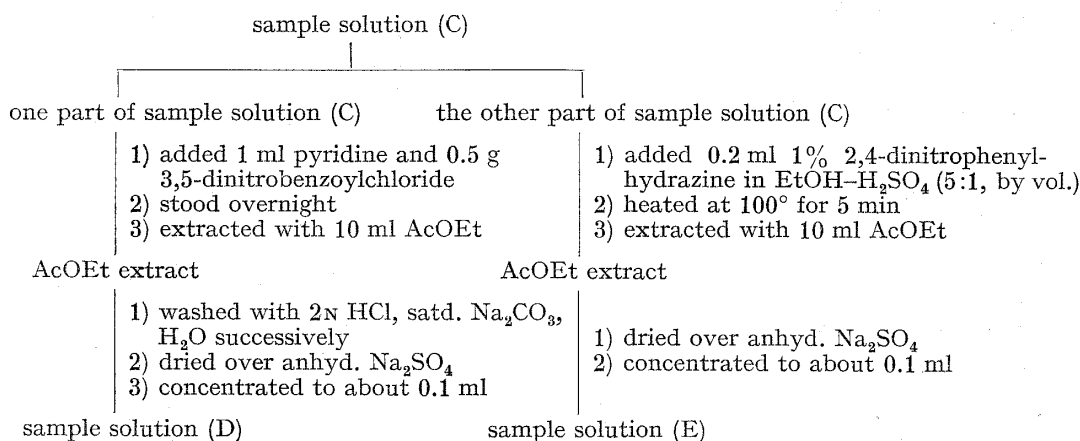 sample solution (C)
one part of sample solution (C)
1) added 1 ml pyridine and 0.5 g
3,5-dinitrobenzoylchloride
2) stood overnight
3) extracted with 10 ml AcOEt
AcOEt extract
1) washed with 2N HCl, satd. Na₂CO₃,
H₂O successively
2) dried over anhyd. Na₂SO₄
3) concentrated to about 0.1 ml
sample solution (D)
the other part of sample solution (C)
1) added 0.2 ml 1% 2,4-dinitrophenyl-
hydrazine in EtOH–H₂SO₄ (5:1, by vol.)
2) heated at 100° for 5 min
3) extracted with 10 ml AcOEt
AcOEt extract
1) dried over anhyd. Na₂SO₄
2) concentrated to about 0.1 ml
sample solution (E)